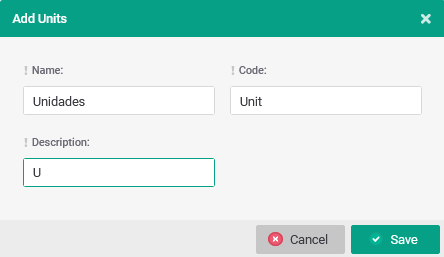 Add Units
! Name:
! Code:
Unidades
Unit
! Description:
U
Cancel
Save